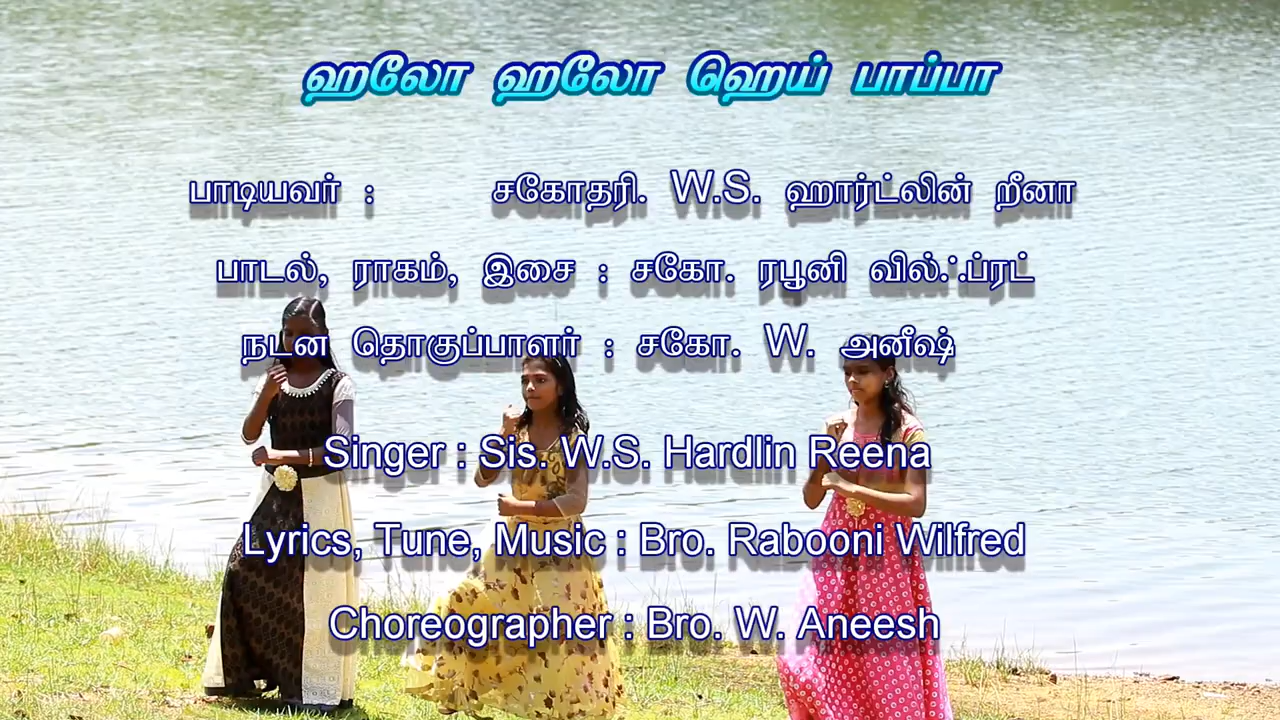 ஹலோ ஹலோ ஹெய் பாப்பா
பாடியவர் : சகோதரி. W.S. ஹார்ட்லின் றீனா
பாடல், ராகம், இசை : சகோ. ரபூனி வில்ஃப்ரட்
நடன தொகுப்பாளர் : சகோ. W. அனீஷ்
Singer : Sis. W.S. Hardlin Reena
Lyrics, Tune, Music : Bro. Rabooni Wilfred
Choreographer : Bro. W. Aneesh